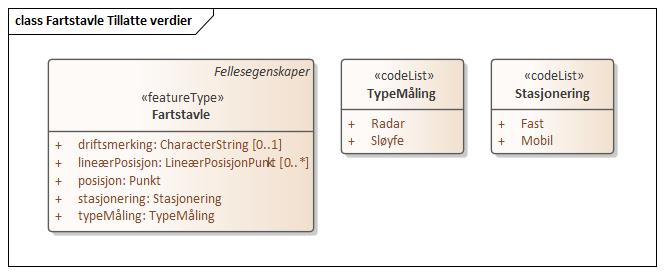 class Fartstavle Tillatte verdier
Fellesegenskaper
«featureType»
Fartstavle
+ driftsmerking: CharacterString [0..1]
+ lineærPosisjon: LineærPosisjonPunkt [0..*]
+ posisjon: Punkt
+ stasjonering: Stasjonering
+ typeMåling: TypeMåling
«codeList»
TypeMåling
+ Radar
+ Sløyfe
«codeList»
Stasjonering
+ Fast
+ Mobil